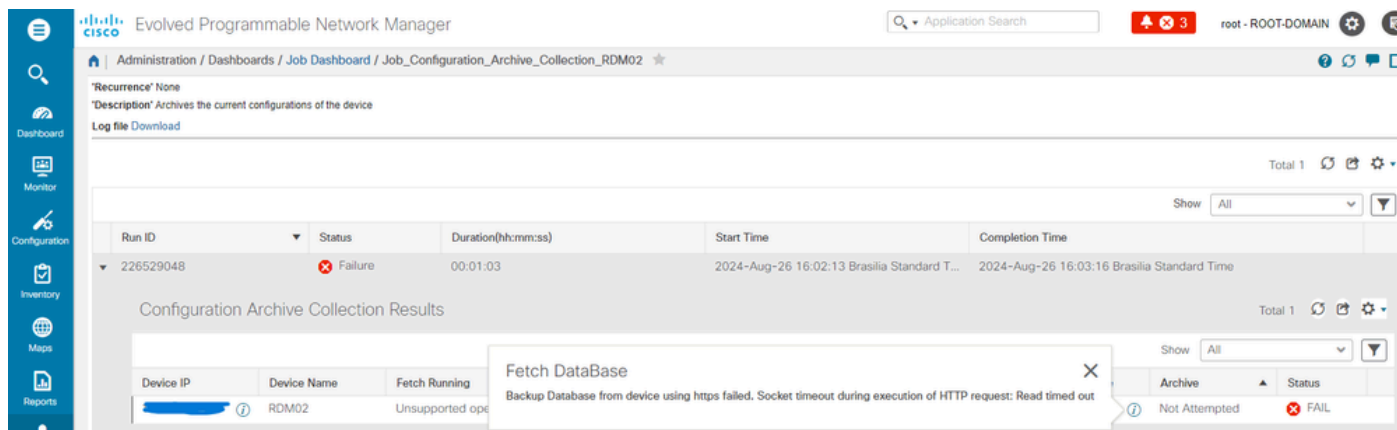 CISCO Evolved Programmable Network Manager
Application Search
3
root - ROOT-DOMAIN
Administration / Dashboards / Job Dashboard / Job_Configuration_Archive_Collection_RDM02
'Recurrence' None
'Description' Archives the current configurations of the device
Log file Download
Dashboard
Monitor
Configuration
Inventory
Maps
Reports
Total 1
Show All
Run ID Status Duration(hh:mm:ss) Start Time Completion Time
226529048 Failure 00:01:03 2024-Aug-26 16:02:13 Brasilia Standard T... 2024-Aug-26 16:03:16 Brasilia Standard Time
Configuration Archive Collection Results Total 1
Show All
Fetch DataBase
Backup Database from device using https failed. Socket timeout during execution of HTTP request: Read timed out
Device IP Device Name Fetch Running Archive Status
RDM02 Unsupported ope Not Attempted FAIL